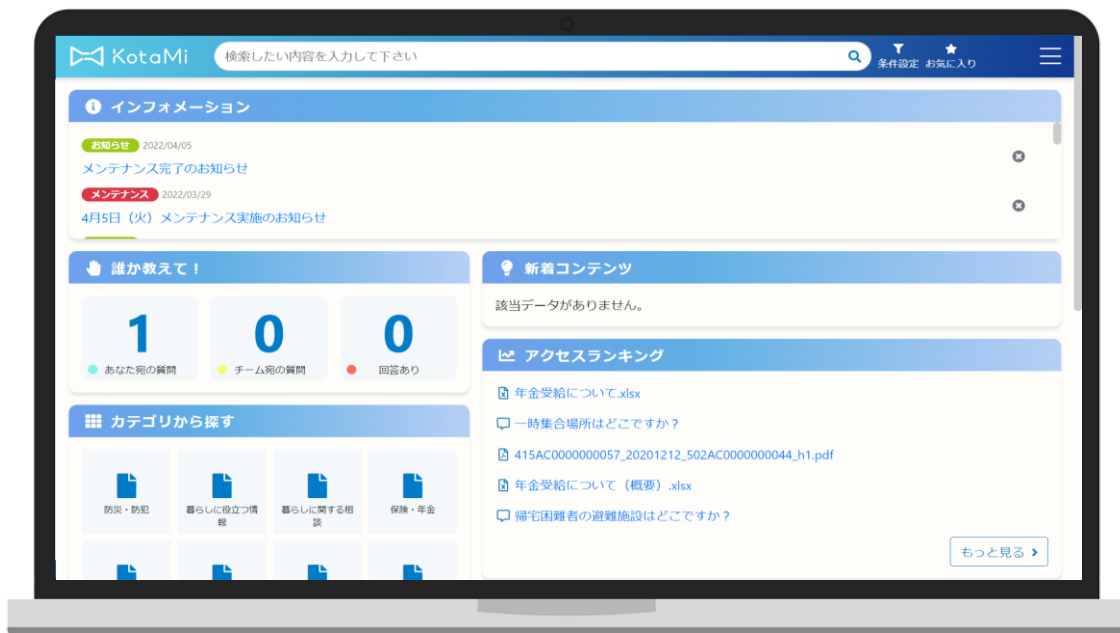 KotaMi
検索したい内容を入力して下さい
条件設定 お気に入り
インフォメーション
お知らせ 2022/04/05
メンテナンス完了のお知らせ
メンテナンス 2022/03/29
4月5日（火）メンテナンス実施のお知らせ
誰か教えて！
1
あなた宛の質問
0
チーム宛の質問
0
回答あり
カテゴリから探す
防災・防犯
暮らしに役立つ情
報
暮らしに関する相
談
保険・年金
新着コンテンツ
該当データがありません。
アクセスランキング
年金受給について.xlsx
一時集合場所はどこですか？
415AC0000000057_20201212_502AC0000000044_h1.pdf
年金受給について（概要）.xlsx
帰宅困難者の避難施設はどこですか？
もっと見る